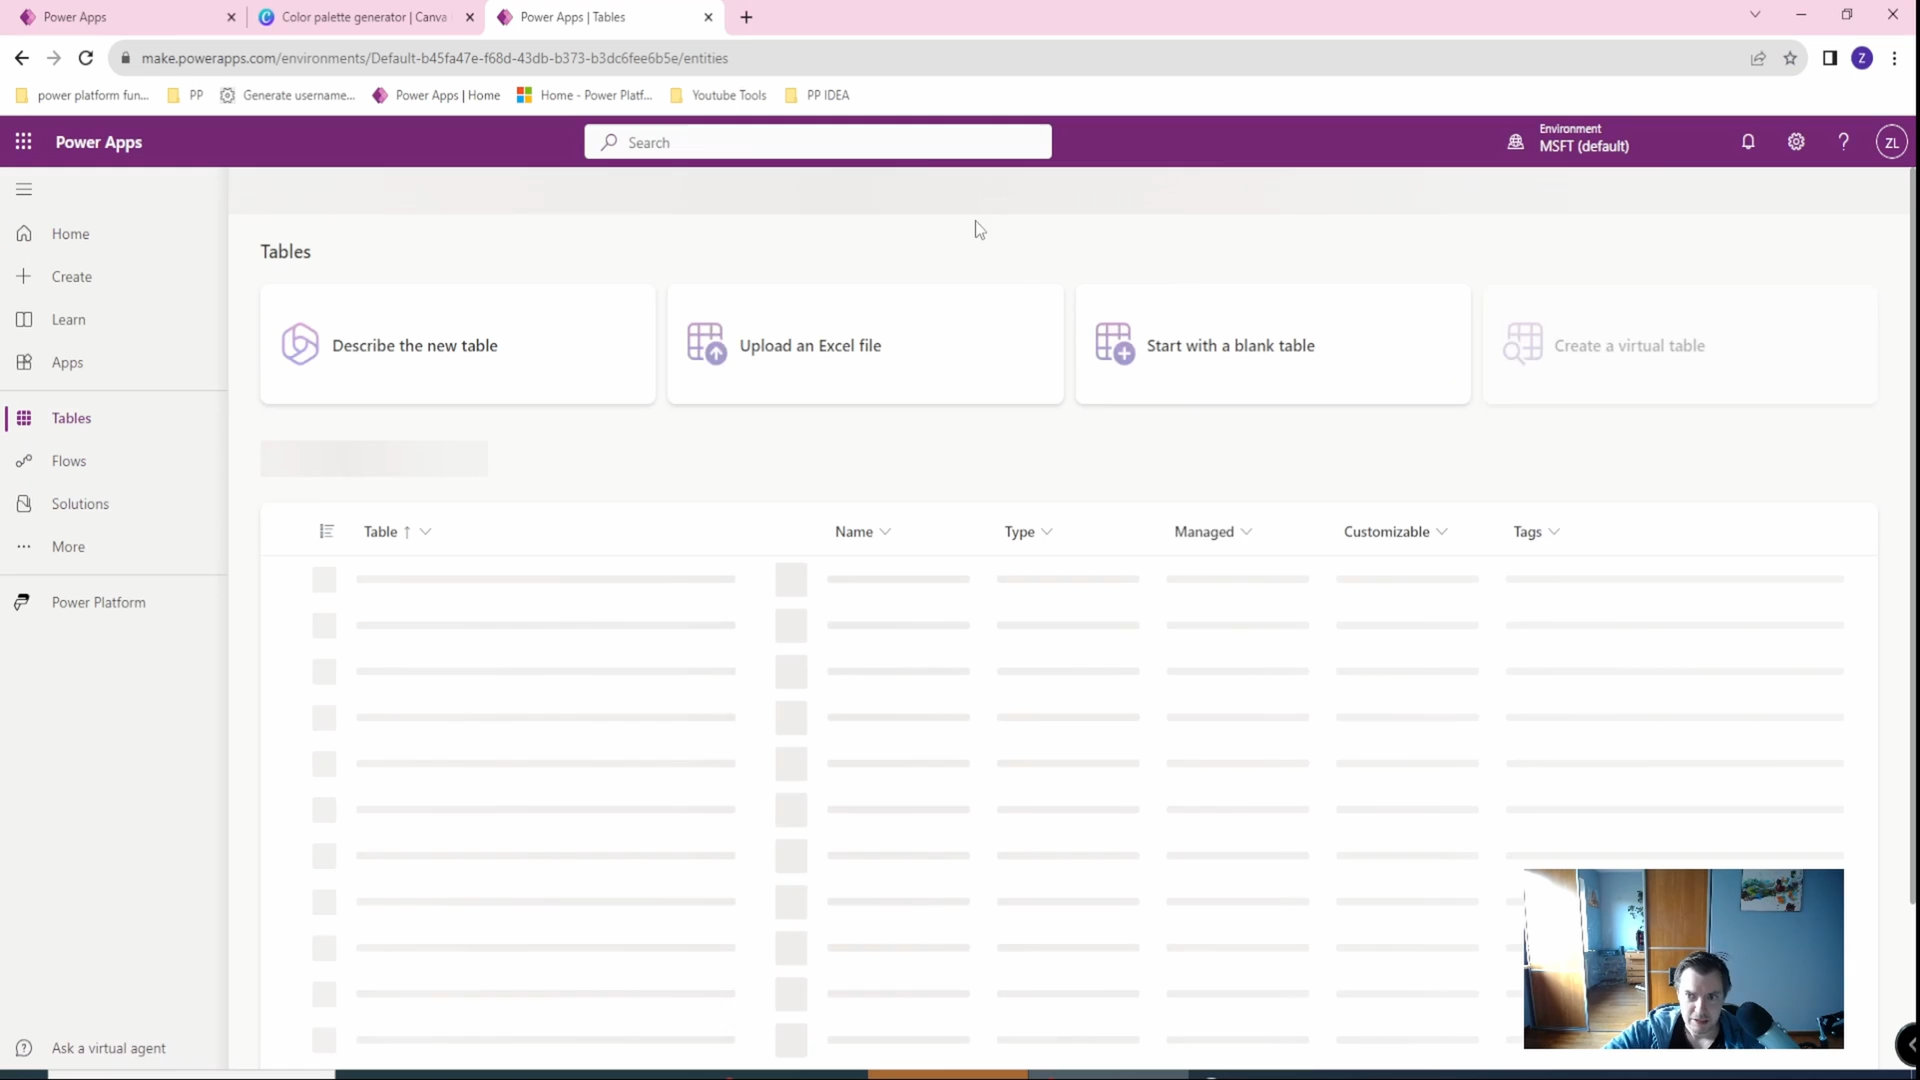 Power Apps
Color palette generator | Canva
Power Apps | Tables
make.powerapps.com/environments/Default-b45fa47e-f68d-43db-b373-b3dc6fee6b5e/entities
Z
power platform fun...
PP
Generate username...
Power Apps | Home
Home - Power Platf...
Youtube Tools
PP IDEA
Power Apps
Search
Environment
MSFT (default)
ZL
Home
Create
Learn
Apps
Tables
Flows
Solutions
More
Power Platform
Ask a virtual agent
Tables
Describe the new table
Upload an Excel file
Start with a blank table
Create a virtual table
Table
Name
Type
Managed
Customizable
Tags